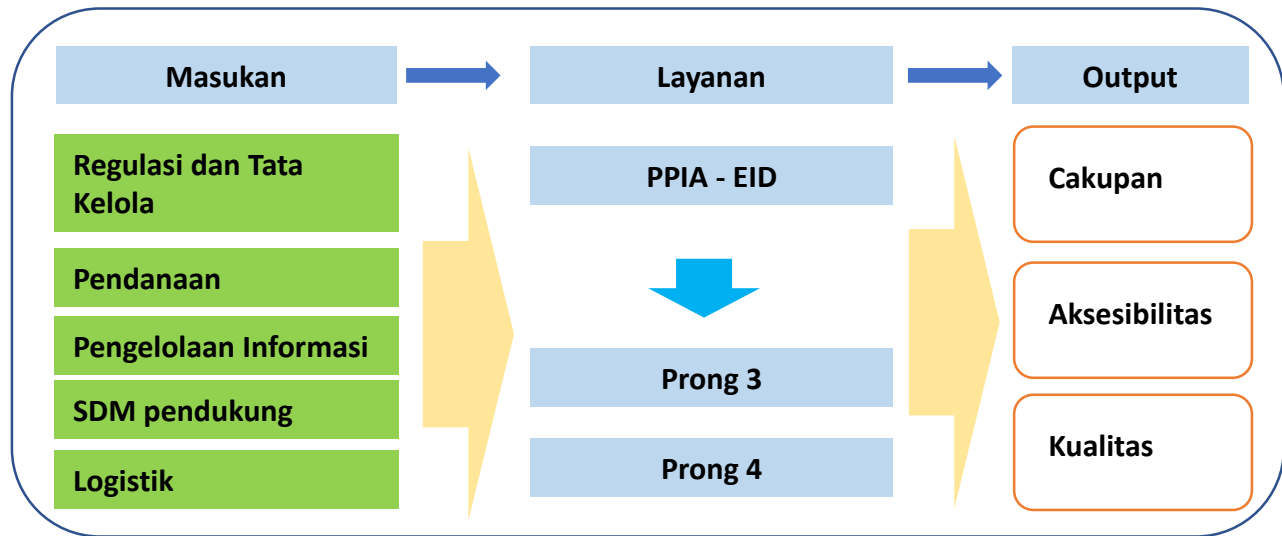 Masukan
Layanan
Output
Regulasi dan Tata
Kelola
Pendanaan
Pengelolaan Informasi
SDM pendukung
Logistik
PPIA - EID
Prong 3
Prong 4
Cakupan
Aksesibilitas
Kualitas